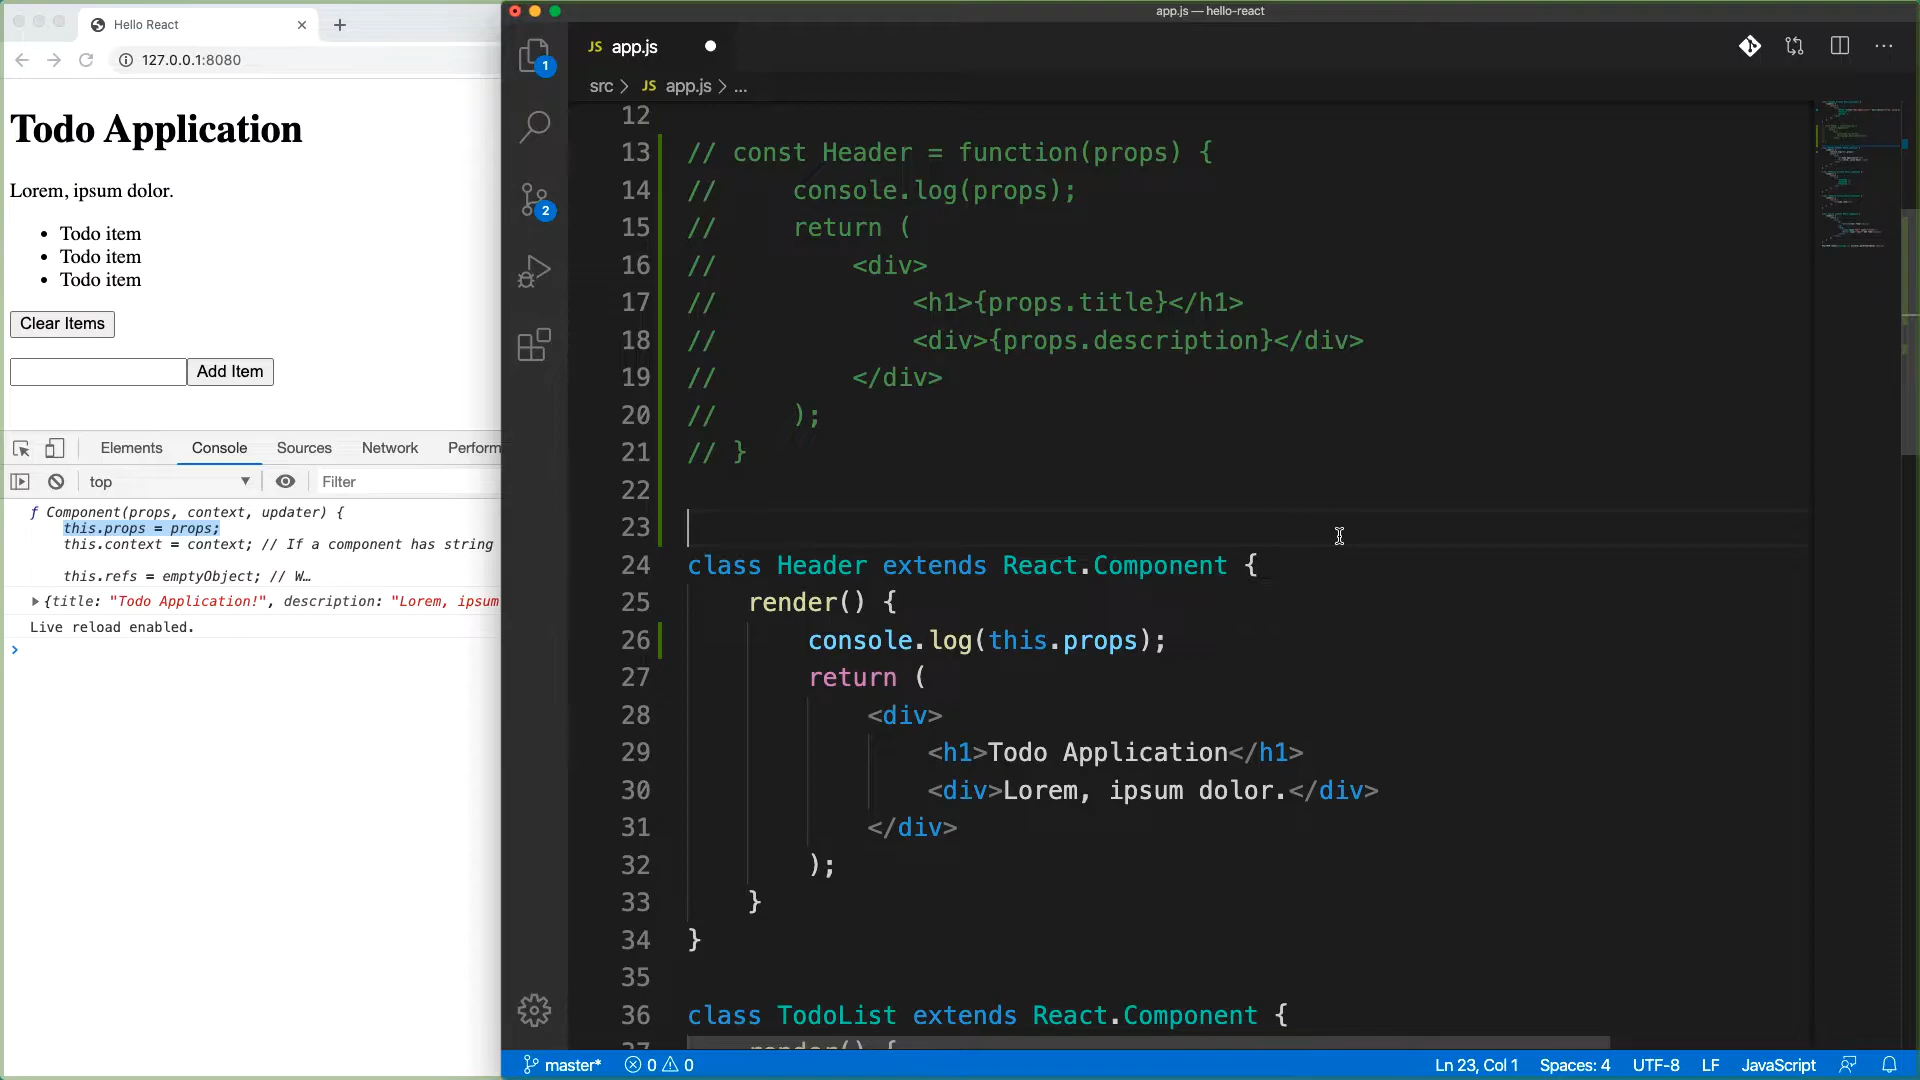 Hello React
127.0.0.1:8080
Todo Application
Lorem, ipsum dolor.
• Todo item
• Todo item
• Todo item
Clear Items
Add Item
Elements Console Sources Network Perform
top Filter
f Component(props, context, updater) {
this.props = props;
this.context = context; // If a component has string
this.refs = emptyObject; // W…
{title: "Todo Application!", description: "Lorem, ipsum
Live reload enabled.
>
app.js — hello-react
JS app.js
src > JS app.js > ...
1
2
12
13 // const Header = function(props) {
14 //     console.log(props);
15 //     return (
16 //         <div>
17 //             <h1>{props.title}</h1>
18 //             <div>{props.description}</div>
19 //         </div>
20 //     );
21 // }
22
23
24 class Header extends React.Component {
25     render() {
26         console.log(this.props);
27         return (
28             <div>
29                 <h1>Todo Application</h1>
30                 <div>Lorem, ipsum dolor.</div>
31             </div>
32         );
33     }
34 }
35
36 class TodoList extends React.Component {
37     render() {
master* 0 0 Ln 23, Col 1 Spaces: 4 UTF-8 LF JavaScript